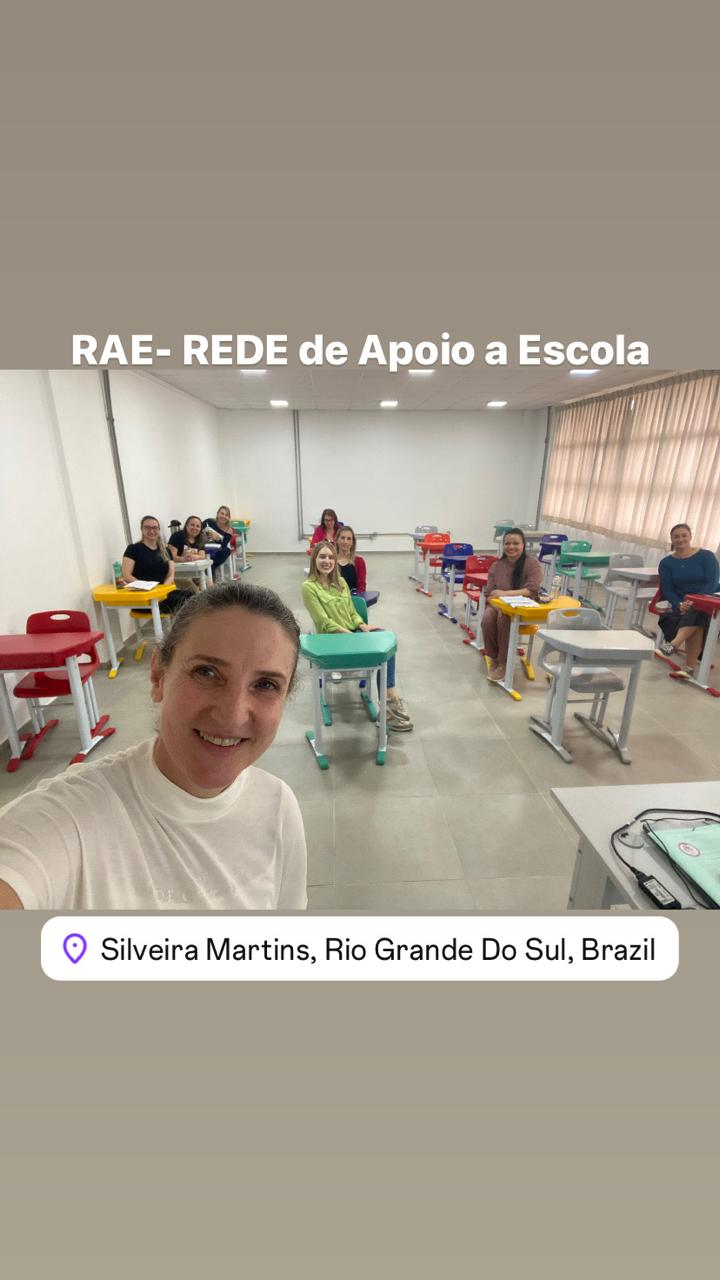 RAE- REDE de Apoio a Escola
Silveira Martins, Rio Grande Do Sul, Brazil